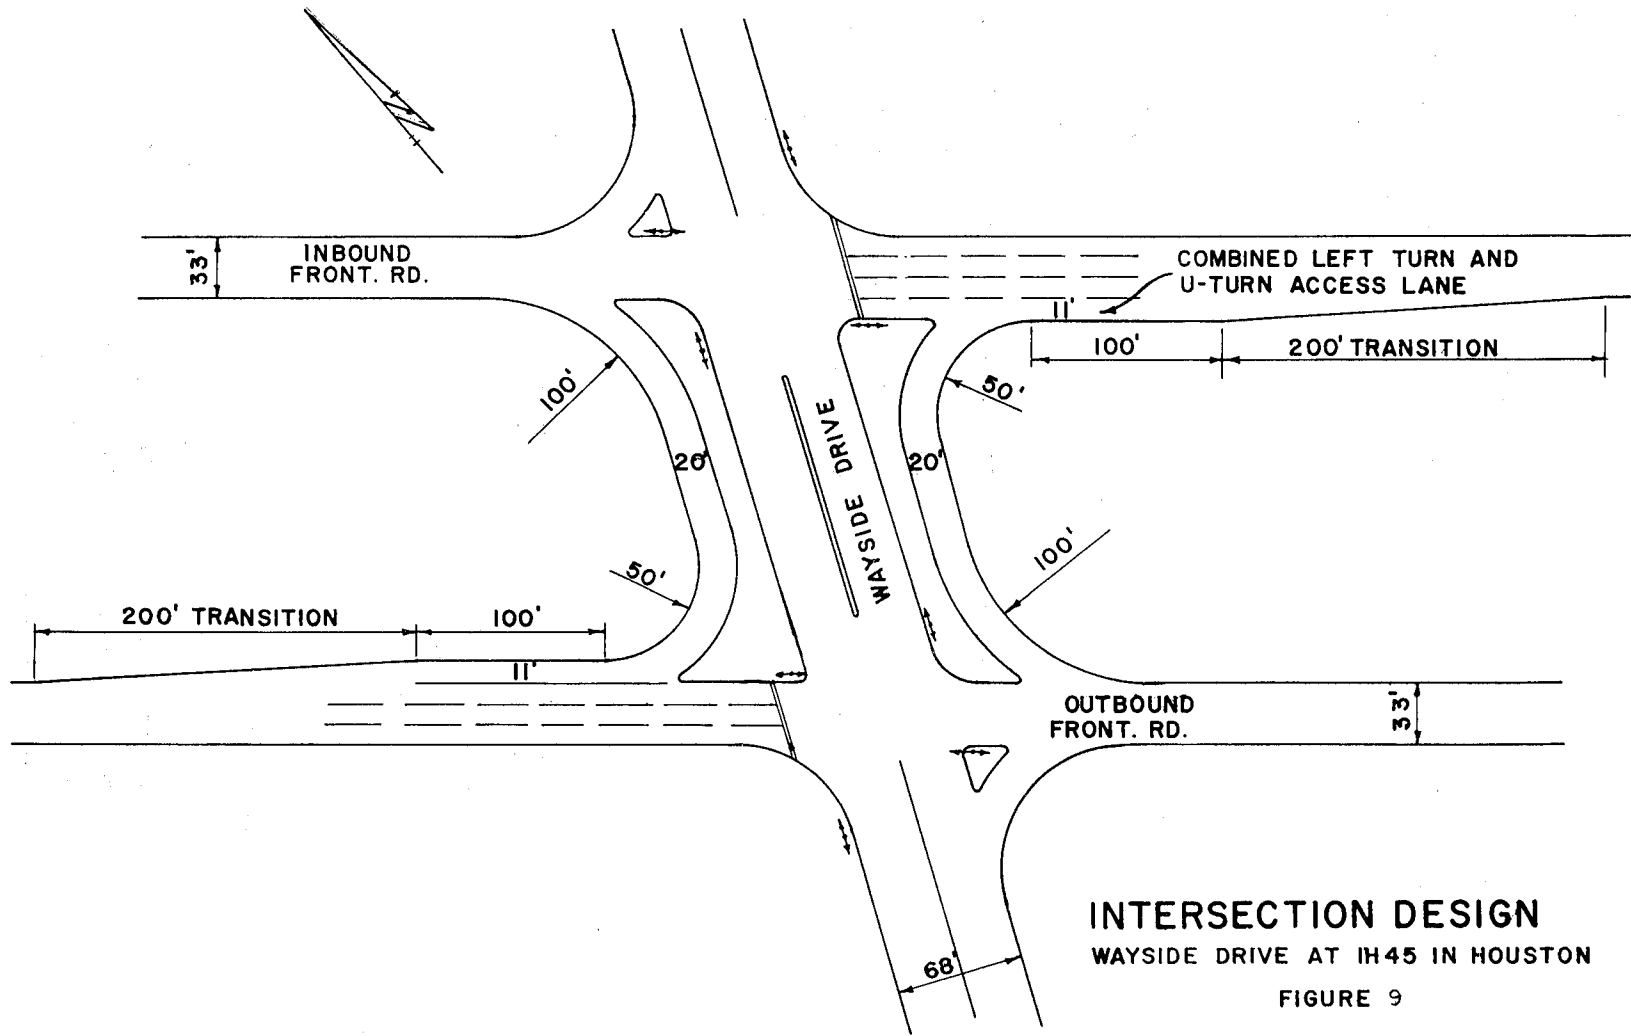 INBOUND
FRONT. RD.
33'
COMBINED LEFT TURN AND
U-TURN ACCESS LANE
11'
100'
200' TRANSITION
100'
50'
WAYSIDE DRIVE
20'
20'
50'
100'
200' TRANSITION
100'
11'
OUTBOUND
FRONT. RD.
33'
68'
INTERSECTION DESIGN
WAYSIDE DRIVE AT IH45 IN HOUSTON
FIGURE 9